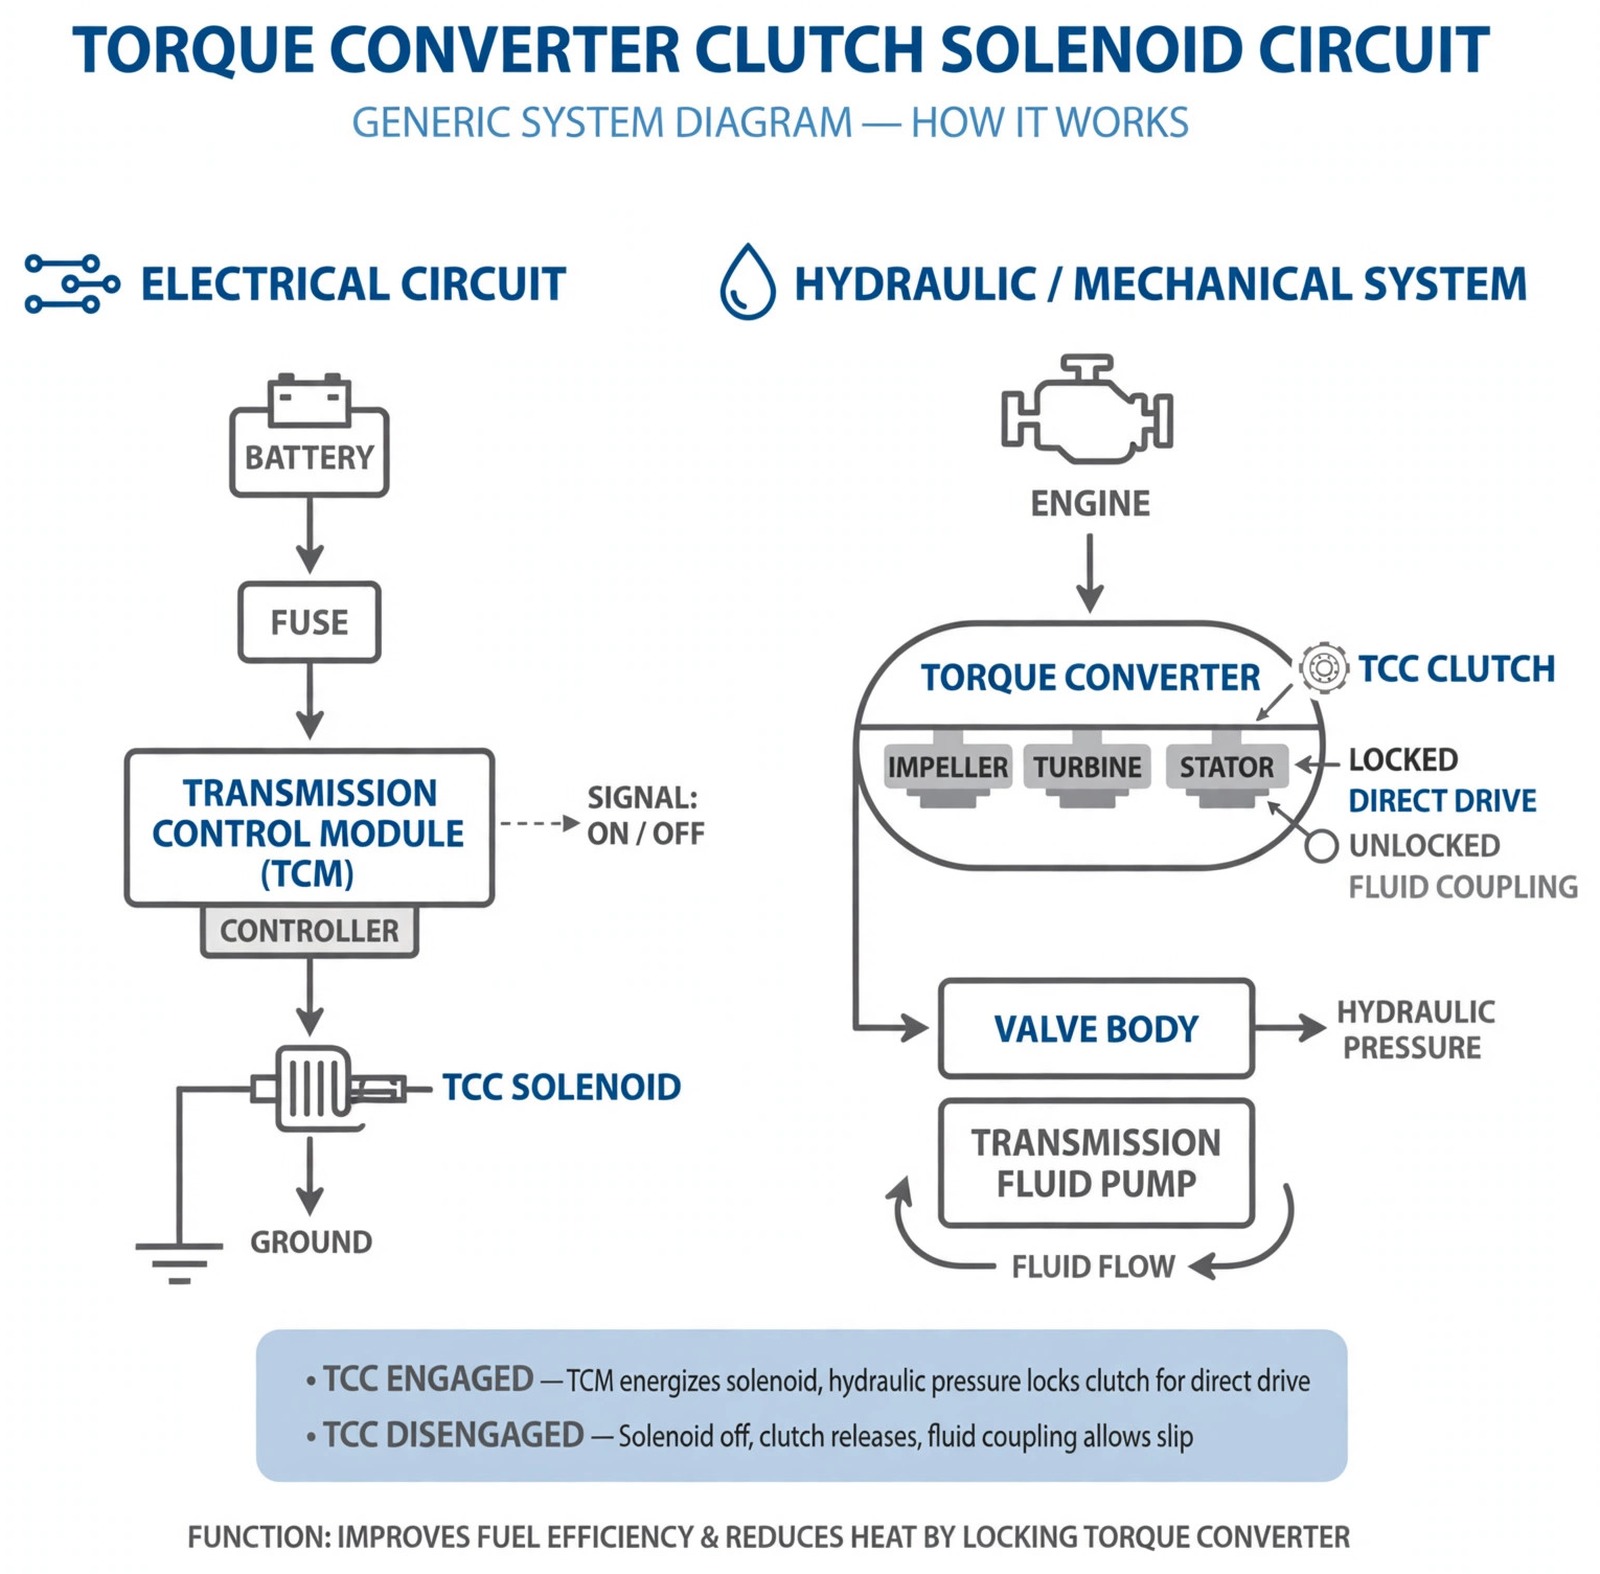 TORQUE CONVERTER CLUTCH SOLENOID CIRCUIT
GENERIC SYSTEM DIAGRAM — HOW IT WORKS
ELECTRICAL CIRCUIT
BATTERY
FUSE
TRANSMISSION
CONTROL MODULE
(TCM)
SIGNAL:
ON / OFF
CONTROLLER
TCC SOLENOID
GROUND
HYDRAULIC / MECHANICAL SYSTEM
ENGINE
TORQUE CONVERTER
TCC CLUTCH
IMPELLER
TURBINE
STATOR
LOCKED
DIRECT DRIVE
UNLOCKED
FLUID COUPLING
VALVE BODY
HYDRAULIC
PRESSURE
TRANSMISSION
FLUID PUMP
FLUID FLOW
• TCC ENGAGED — TCM energizes solenoid, hydraulic pressure locks clutch for direct drive
• TCC DISENGAGED — Solenoid off, clutch releases, fluid coupling allows slip
FUNCTION: IMPROVES FUEL EFFICIENCY & REDUCES HEAT BY LOCKING TORQUE CONVERTER